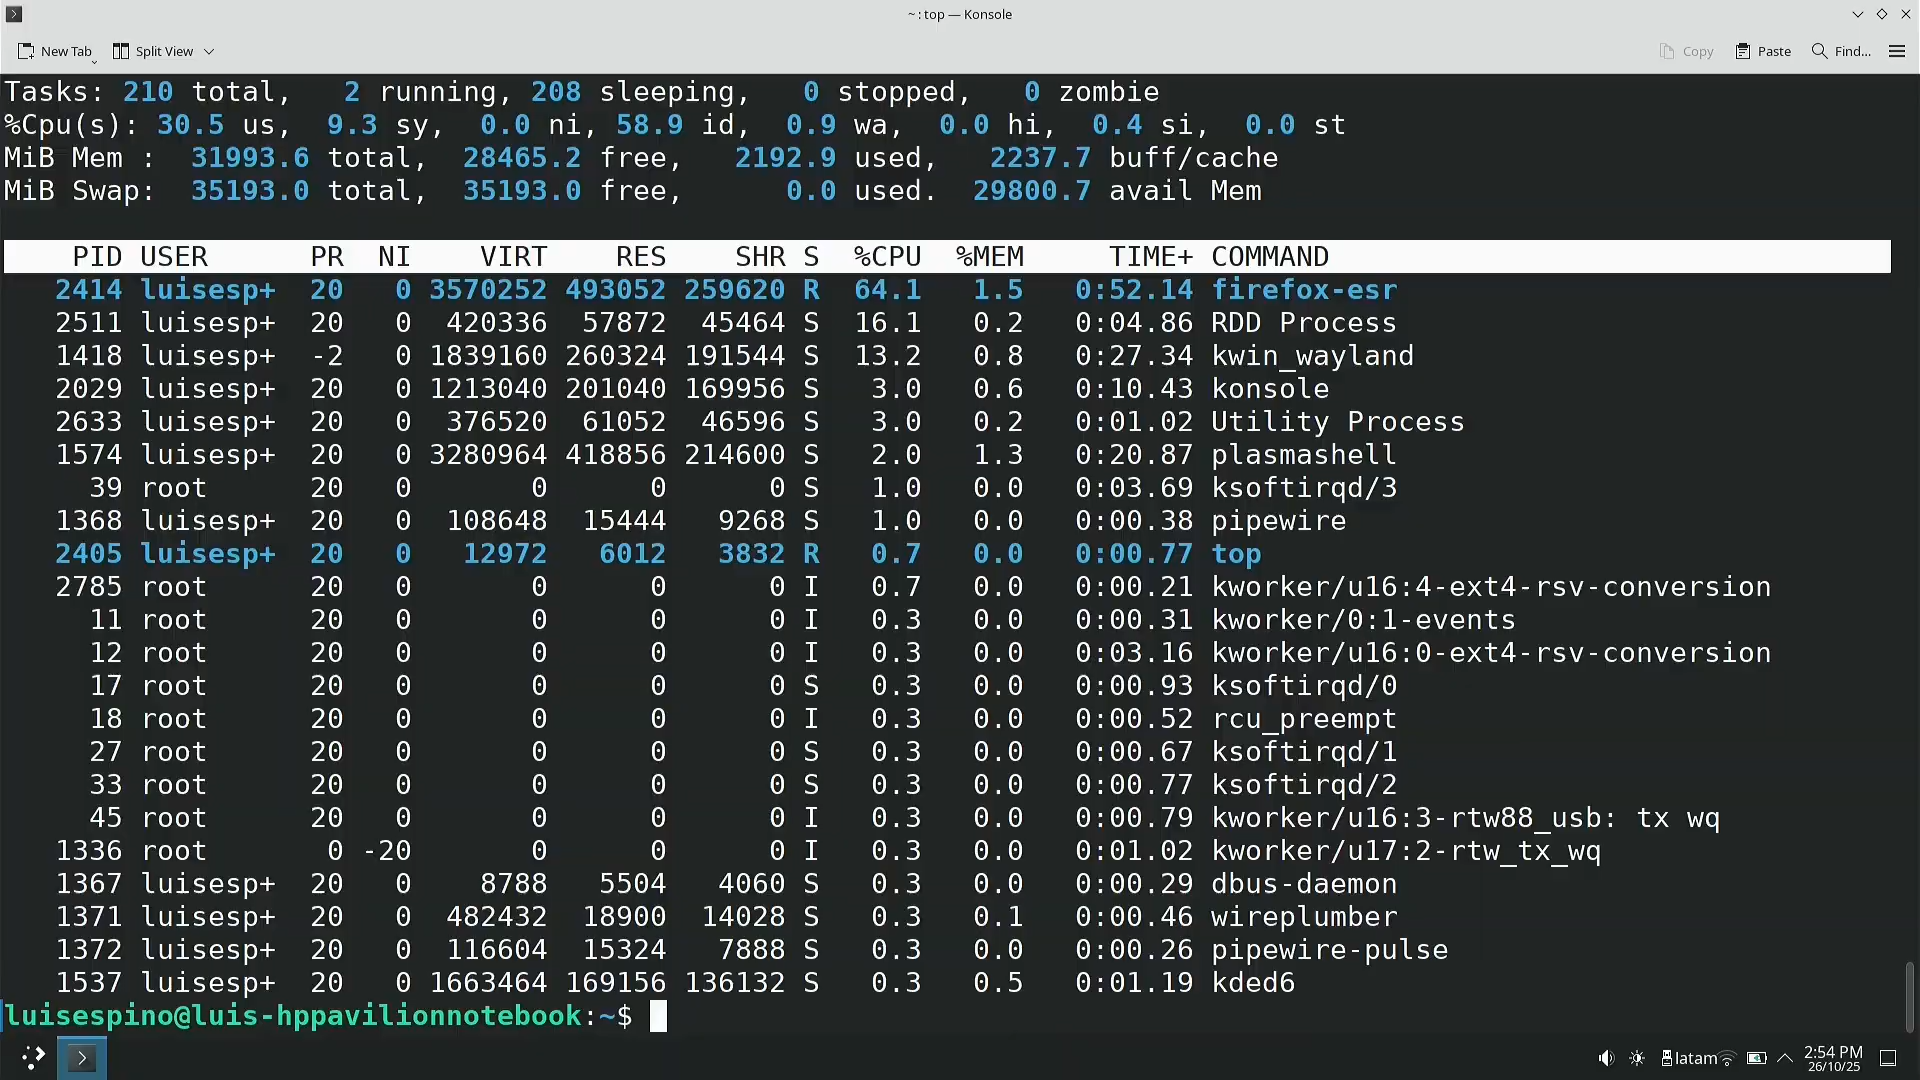 ~ : top — Konsole
New Tab Split View Copy Paste Find...
Tasks: 210 total, 2 running, 208 sleeping, 0 stopped, 0 zombie
%Cpu(s): 30.5 us, 9.3 sy, 0.0 ni, 58.9 id, 0.9 wa, 0.0 hi, 0.4 si, 0.0 st
MiB Mem : 31993.6 total, 28465.2 free, 2192.9 used, 2237.7 buff/cache
MiB Swap: 35193.0 total, 35193.0 free, 0.0 used. 29800.7 avail Mem
PID USER PR NI VIRT RES SHR S %CPU %MEM TIME+ COMMAND
2414 luisesp+ 20 0 3570252 493052 259620 R 64.1 1.5 0:52.14 firefox-esr
2511 luisesp+ 20 0 420336 57872 45464 S 16.1 0.2 0:04.86 RDD Process
1418 luisesp+ -2 0 1839160 260324 191544 S 13.2 0.8 0:27.34 kwin_wayland
2029 luisesp+ 20 0 1213040 201040 169956 S 3.0 0.6 0:10.43 konsole
2633 luisesp+ 20 0 376520 61052 46596 S 3.0 0.2 0:01.02 Utility Process
1574 luisesp+ 20 0 3280964 418856 214600 S 2.0 1.3 0:20.87 plasmashell
39 root 20 0 0 0 0 S 1.0 0.0 0:03.69 ksoftirqd/3
1368 luisesp+ 20 0 108648 15444 9268 S 1.0 0.0 0:00.38 pipewire
2405 luisesp+ 20 0 12972 6012 3832 R 0.7 0.0 0:00.77 top
2785 root 20 0 0 0 0 I 0.7 0.0 0:00.21 kworker/u16:4-ext4-rsv-conversion
11 root 20 0 0 0 0 I 0.3 0.0 0:00.31 kworker/0:1-events
12 root 20 0 0 0 0 I 0.3 0.0 0:03.16 kworker/u16:0-ext4-rsv-conversion
17 root 20 0 0 0 0 S 0.3 0.0 0:00.93 ksoftirqd/0
18 root 20 0 0 0 0 I 0.3 0.0 0:00.52 rcu_preempt
27 root 20 0 0 0 0 S 0.3 0.0 0:00.67 ksoftirqd/1
33 root 20 0 0 0 0 S 0.3 0.0 0:00.77 ksoftirqd/2
45 root 20 0 0 0 0 I 0.3 0.0 0:00.79 kworker/u16:3-rtw88_usb: tx wq
1336 root 0 -20 0 0 0 I 0.3 0.0 0:01.02 kworker/u17:2-rtw_tx_wq
1367 luisesp+ 20 0 8788 5504 4060 S 0.3 0.0 0:00.29 dbus-daemon
1371 luisesp+ 20 0 482432 18900 14028 S 0.3 0.1 0:00.46 wireplumber
1372 luisesp+ 20 0 116604 15324 7888 S 0.3 0.0 0:00.26 pipewire-pulse
1537 luisesp+ 20 0 1663464 169156 136132 S 0.3 0.5 0:01.19 kded6
luisespino@luis-hppavilionnotebook:~$
latam 2:54 PM
26/10/25